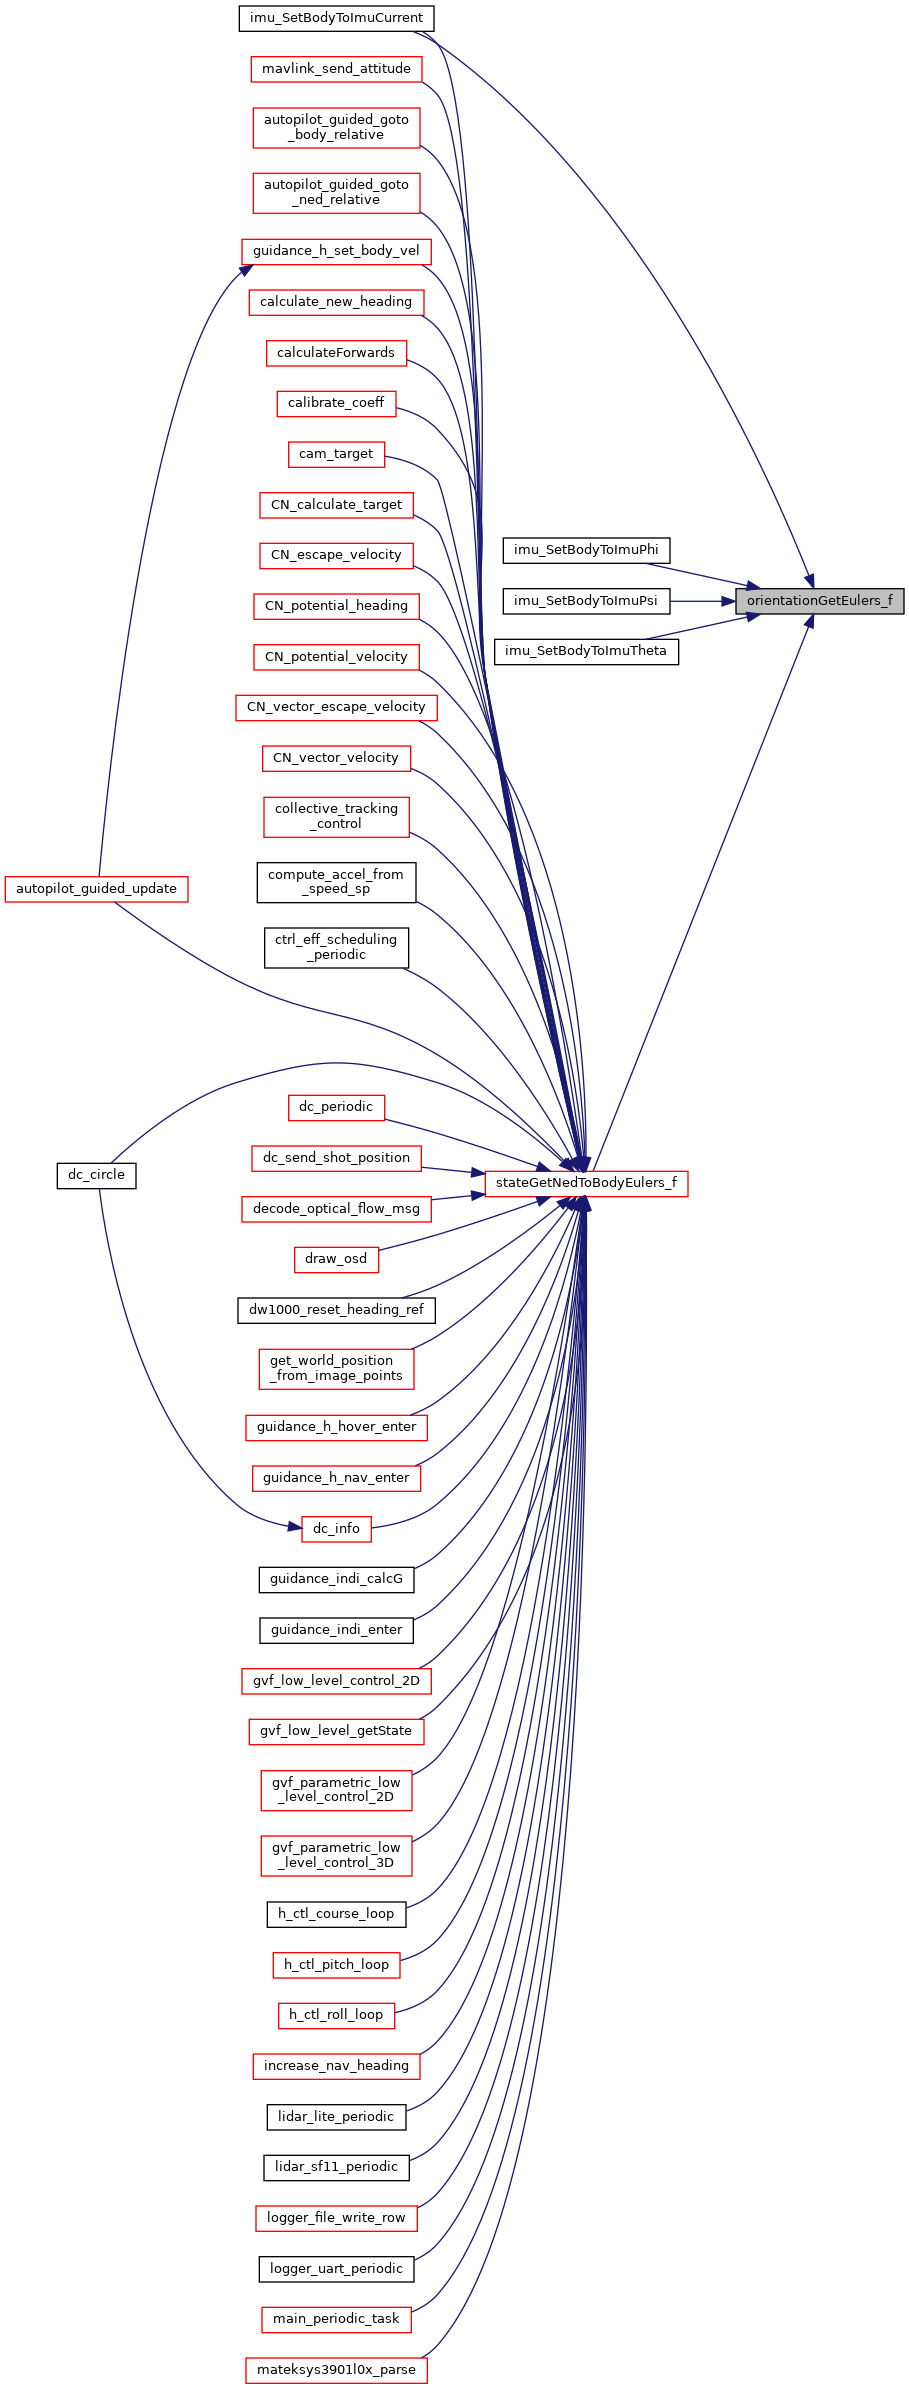 imu_SetBodyToImuCurrent
mavlink_send_attitude
autopilot_guided_goto
_body_relative
autopilot_guided_goto
_ned_relative
guidance_h_set_body_vel
calculate_new_heading
calculateForwards
calibrate_coeff
cam_target
CN_calculate_target
imu_SetBodyToImuPhi
CN_escape_velocity
imu_SetBodyToImuPsi
orientationGetEulers_f
CN_potential_heading
imu_SetBodyToImuTheta
CN_potential_velocity
CN_vector_escape_velocity
CN_vector_velocity
collective_tracking
_control
compute_accel_from
_speed_sp
autopilot_guided_update
ctrl_eff_scheduling
_periodic
dc_periodic
dc_send_shot_position
dc_circle
stateGetNedToBodyEulers_f
decode_optical_flow_msg
draw_osd
dw1000_reset_heading_ref
get_world_position
_from_image_points
guidance_h_hover_enter
guidance_h_nav_enter
dc_info
guidance_indi_calcG
guidance_indi_enter
gvf_low_level_control_2D
gvf_low_level_getState
gvf_parametric_low
_level_control_2D
gvf_parametric_low
_level_control_3D
h_ctl_course_loop
h_ctl_pitch_loop
h_ctl_roll_loop
increase_nav_heading
lidar_lite_periodic
lidar_sf11_periodic
logger_file_write_row
logger_uart_periodic
main_periodic_task
mateksys3901l0x_parse